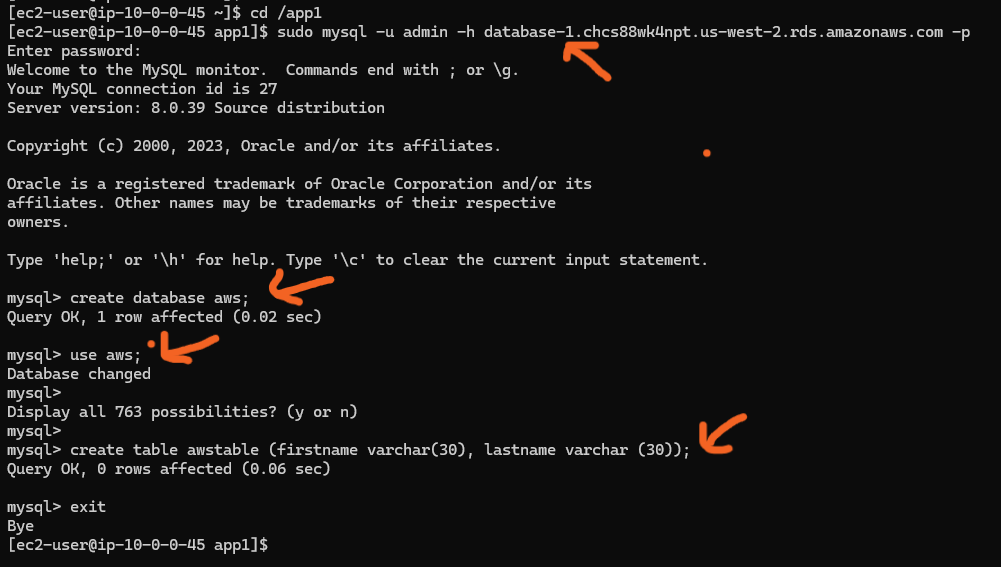 [ec2-user@ip-10-0-0-45 ~]$ cd /app1
[ec2-user@ip-10-0-0-45 app1]$ sudo mysql -u admin -h database-1.chcs88wk4npt.us-west-2.rds.amazonaws.com -p
Enter password:
Welcome to the MySQL monitor.  Commands end with ; or \g.
Your MySQL connection id is 27
Server version: 8.0.39 Source distribution
Copyright (c) 2000, 2023, Oracle and/or its affiliates.
Oracle is a registered trademark of Oracle Corporation and/or its
affiliates. Other names may be trademarks of their respective
owners.
Type 'help;' or '\h' for help. Type '\c' to clear the current input statement.
mysql> create database aws;
Query OK, 1 row affected (0.02 sec)
mysql> use aws;
Database changed
mysql>
Display all 763 possibilities? (y or n)
mysql>
mysql> create table awstable (firstname varchar(30), lastname varchar (30));
Query OK, 0 rows affected (0.06 sec)
mysql> exit
Bye
[ec2-user@ip-10-0-0-45 app1]$